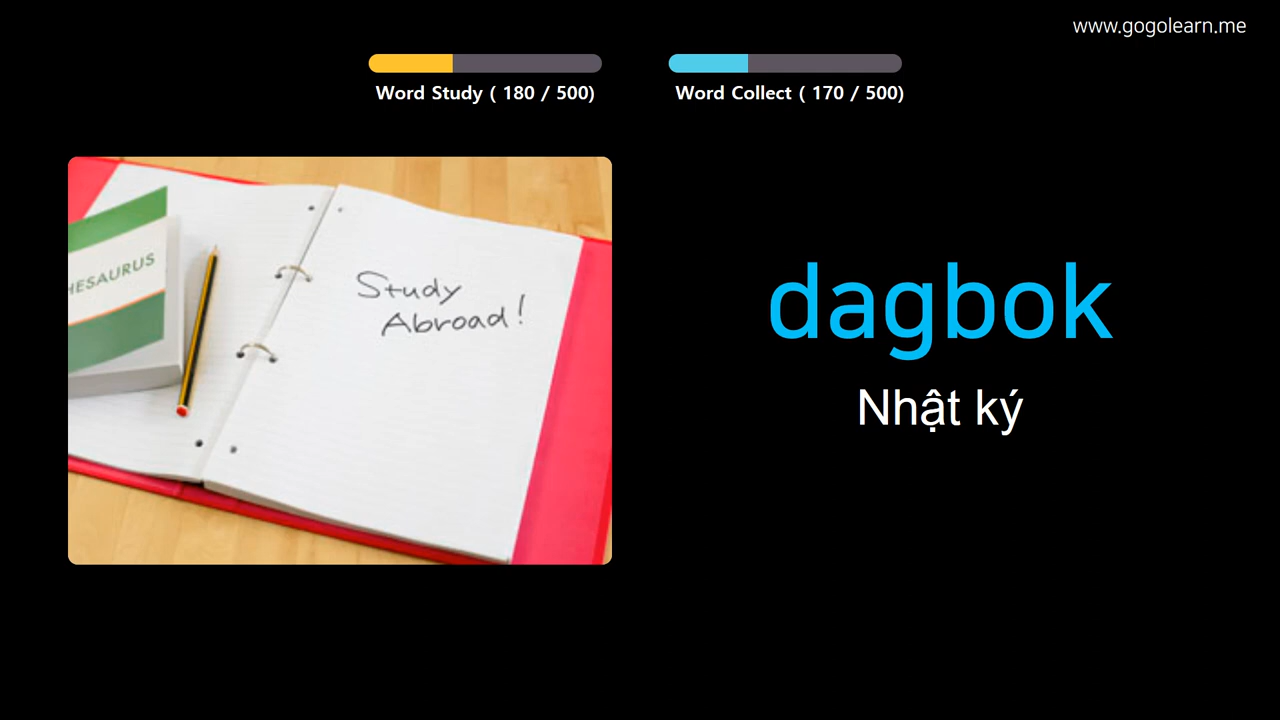 www.gogolearn.me
Word Study ( 180 / 500)
Word Collect ( 170 / 500)
HESAURUS
Study
Abroad!
dagbok
Nhật ký